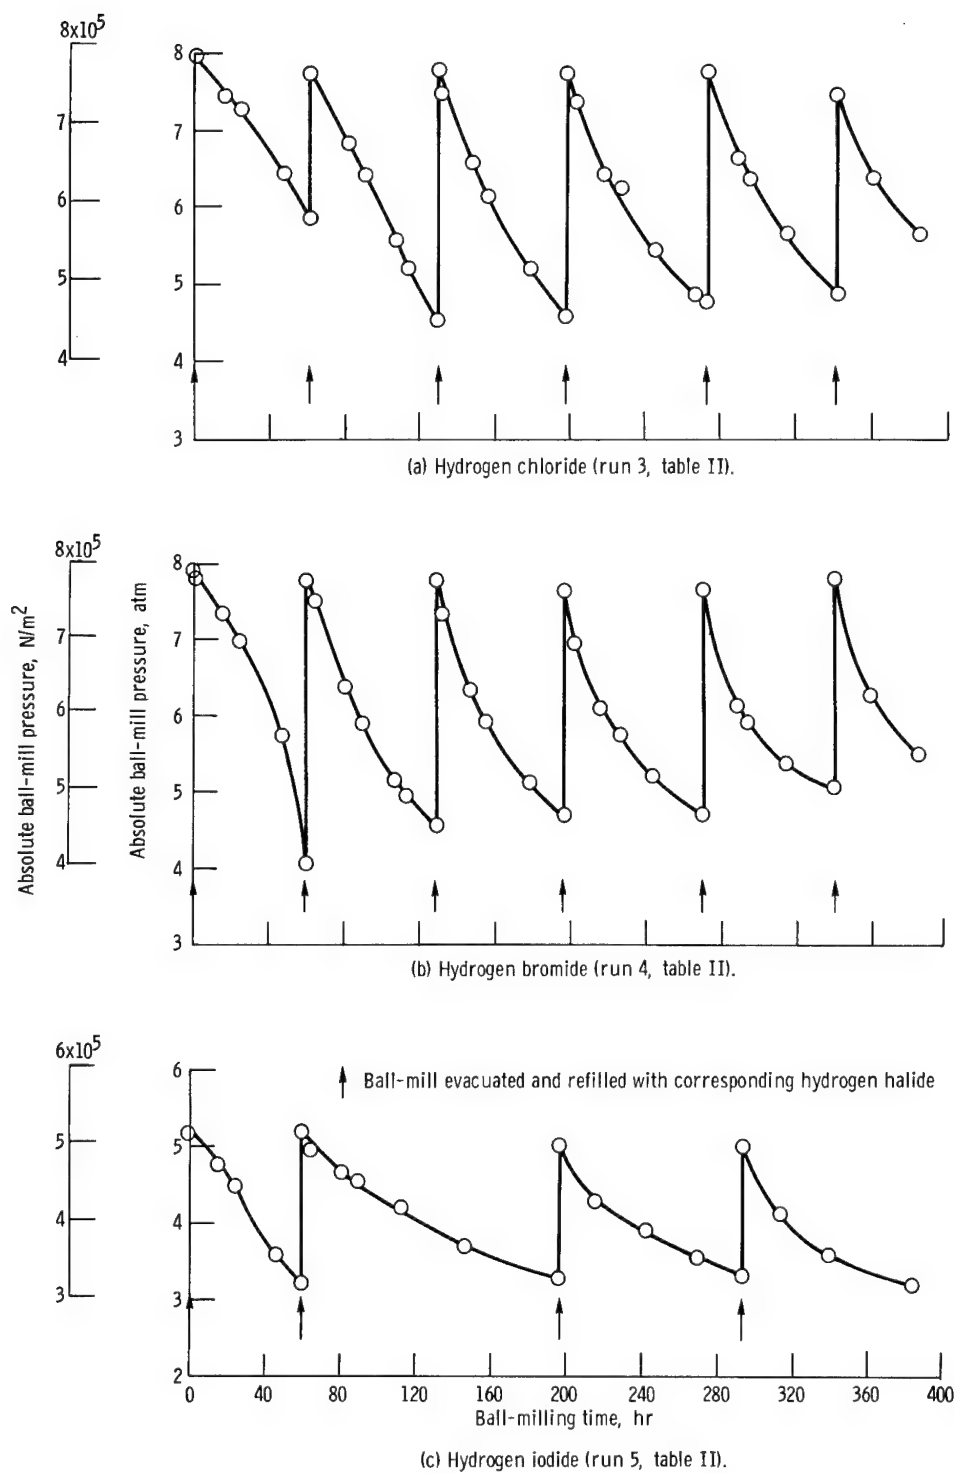 8x10⁵
7
6
5
4
8
7
6
5
4
3
(a) Hydrogen chloride (run 3, table II).
Absolute ball-mill pressure, N/m²
Absolute ball-mill pressure, atm
8x10⁵
7
6
5
4
8
7
6
5
4
3
(b) Hydrogen bromide (run 4, table II).
6x10⁵
5
4
3
6
5
4
3
2
Ball-mill evacuated and refilled with corresponding hydrogen halide
0 40 80 120 160 200 240 280 320 360 400
Ball-milling time, hr
(c) Hydrogen iodide (run 5, table II).